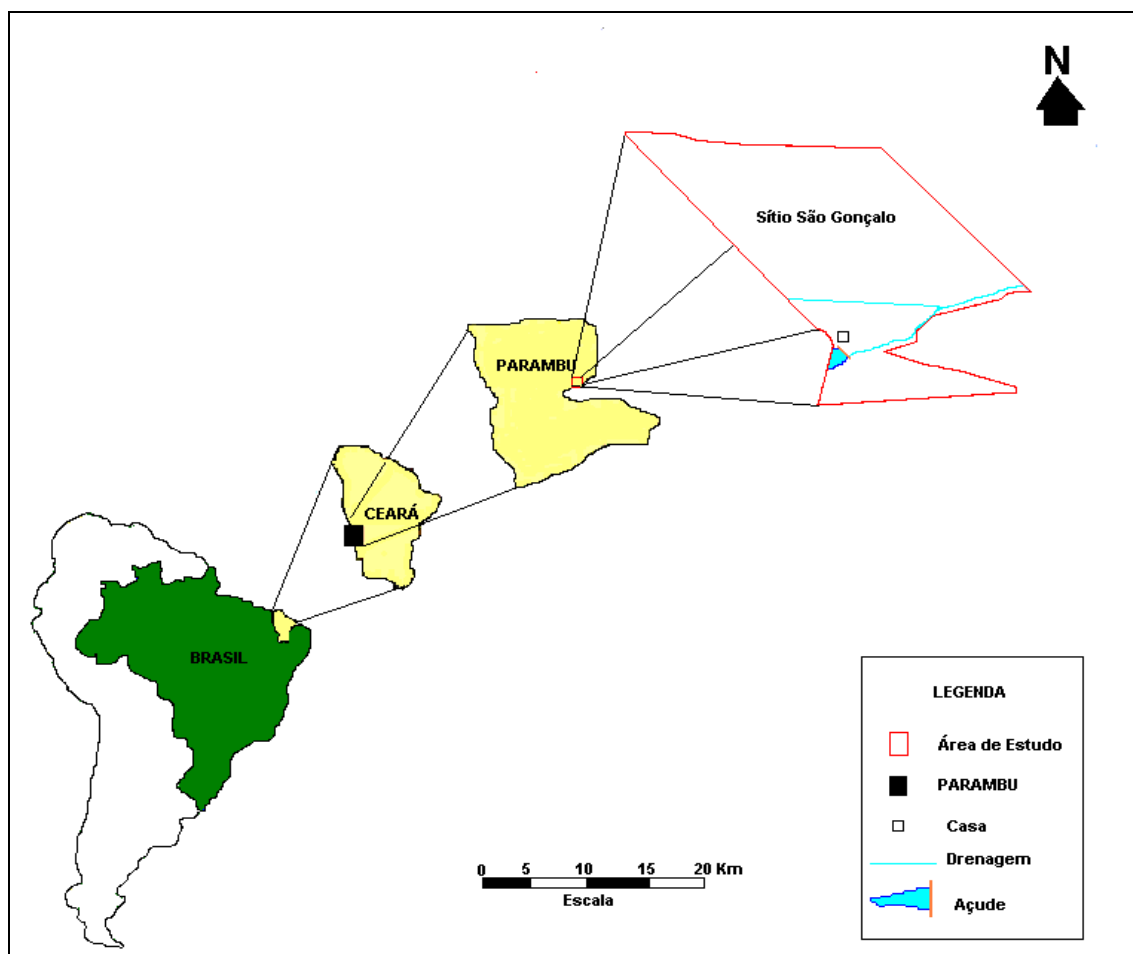 N
Sítio São Gonçalo
PARAMBU
CEARÁ
BRASIL
LEGENDA
Área de Estudo
PARAMBU
Casa
Drenagem
Açude
0 5 10 15 20 Km
Escala